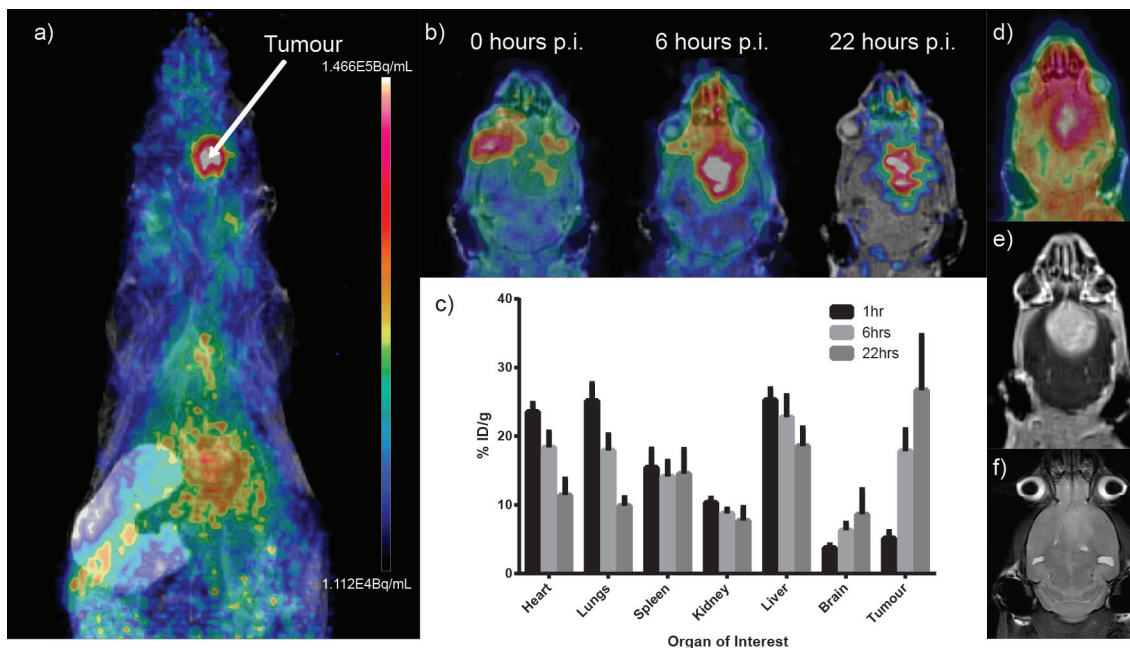 a)
Tumour
1.466E5Bq/mL
1.112E4Bq/mL
b)
0 hours p.i.
6 hours p.i.
22 hours p.i.
c)
40
30
20
10
0
% ID/g
1hr
6hrs
22hrs
Heart
Lungs
Spleen
Kidney
Liver
Brain
Tumour
Organ of Interest
d)
e)
f)